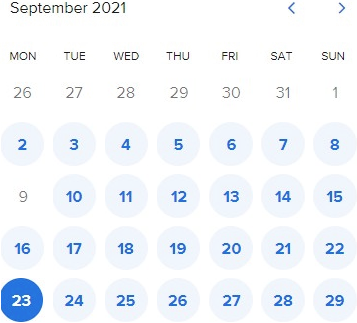 September 2021
MON TUE WED THU FRI SAT SUN
26 27 28 29 30 31 1
2 3 4 5 6 7 8
9 10 11 12 13 14 15
16 17 18 19 20 21 22
23 24 25 26 27 28 29